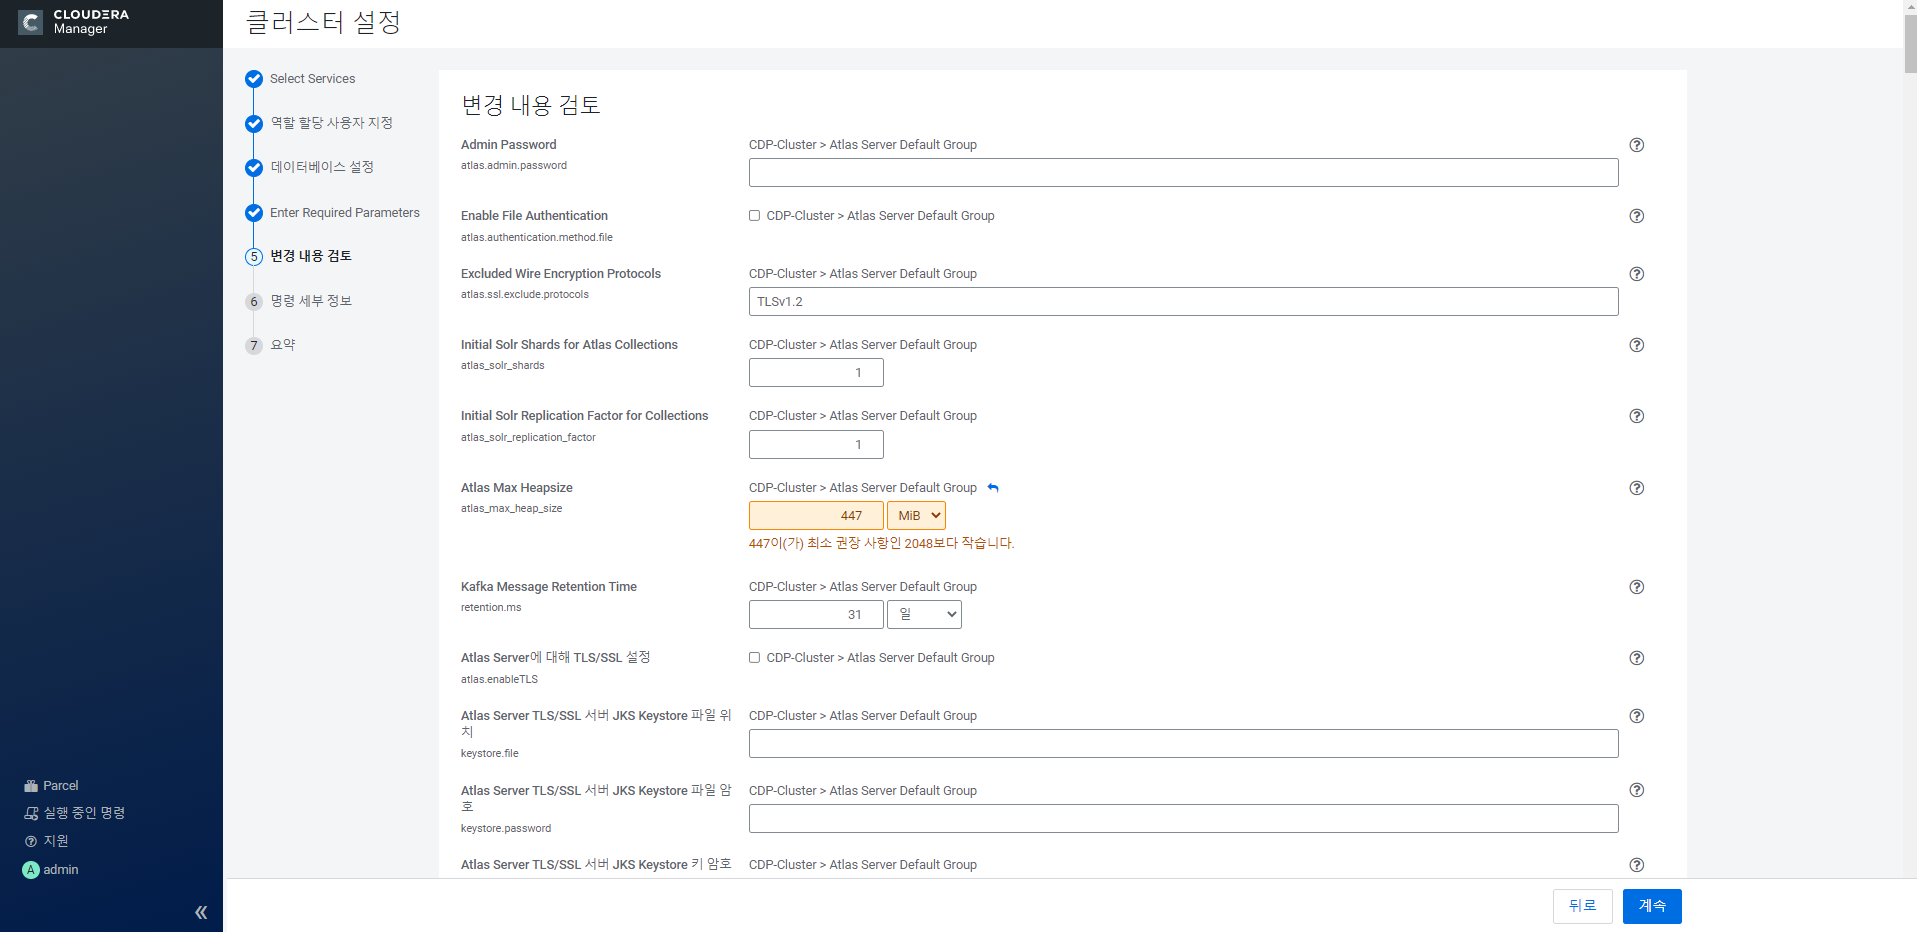 CLOUDERA
Manager
클러스터 설정
Select Services
역할 할당 사용자 지정
데이터베이스 설정
Enter Required Parameters
5 변경 내용 검토
6 명령 세부 정보
7 요약
Parcel
실행 중인 명령
지원
A admin
변경 내용 검토
Admin Password
atlas.admin.password
CDP-Cluster > Atlas Server Default Group
Enable File Authentication
atlas.authentication.method.file
CDP-Cluster > Atlas Server Default Group
Excluded Wire Encryption Protocols
atlas.ssl.exclude.protocols
CDP-Cluster > Atlas Server Default Group
TLSv1.2
Initial Solr Shards for Atlas Collections
atlas_solr_shards
CDP-Cluster > Atlas Server Default Group
1
Initial Solr Replication Factor for Collections
atlas_solr_replication_factor
CDP-Cluster > Atlas Server Default Group
1
Atlas Max Heapsize
atlas_max_heap_size
CDP-Cluster > Atlas Server Default Group
447 MiB
447이(가) 최소 권장 사항인 2048보다 작습니다.
Kafka Message Retention Time
retention.ms
CDP-Cluster > Atlas Server Default Group
31 일
Atlas Server에 대해 TLS/SSL 설정
atlas.enableTLS
CDP-Cluster > Atlas Server Default Group
Atlas Server TLS/SSL 서버 JKS Keystore 파일 위
치
keystore.file
CDP-Cluster > Atlas Server Default Group
Atlas Server TLS/SSL 서버 JKS Keystore 파일 암
호
keystore.password
CDP-Cluster > Atlas Server Default Group
Atlas Server TLS/SSL 서버 JKS Keystore 키 암호
CDP-Cluster > Atlas Server Default Group
뒤로
계속